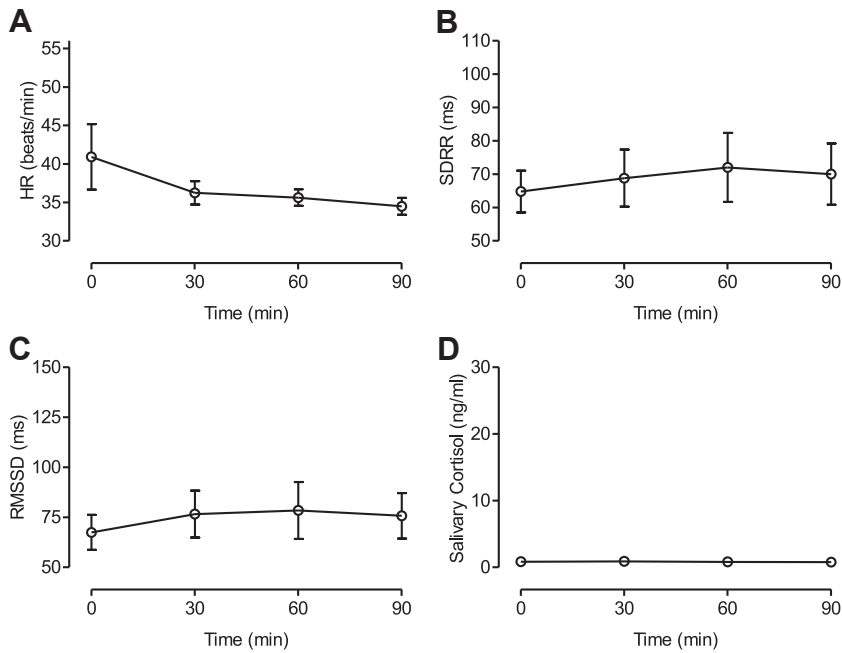 A
HR (beats/min)
55
50
45
40
35
30
0 30 60 90
Time (min)
B
SDRR (ms)
110
100
90
80
70
60
50
0 30 60 90
Time (min)
C
RMSSD (ms)
150
125
100
75
50
0 30 60 90
Time (min)
D
Salivary Cortisol (ng/ml)
30
20
10
0
0 30 60 90
Time (min)